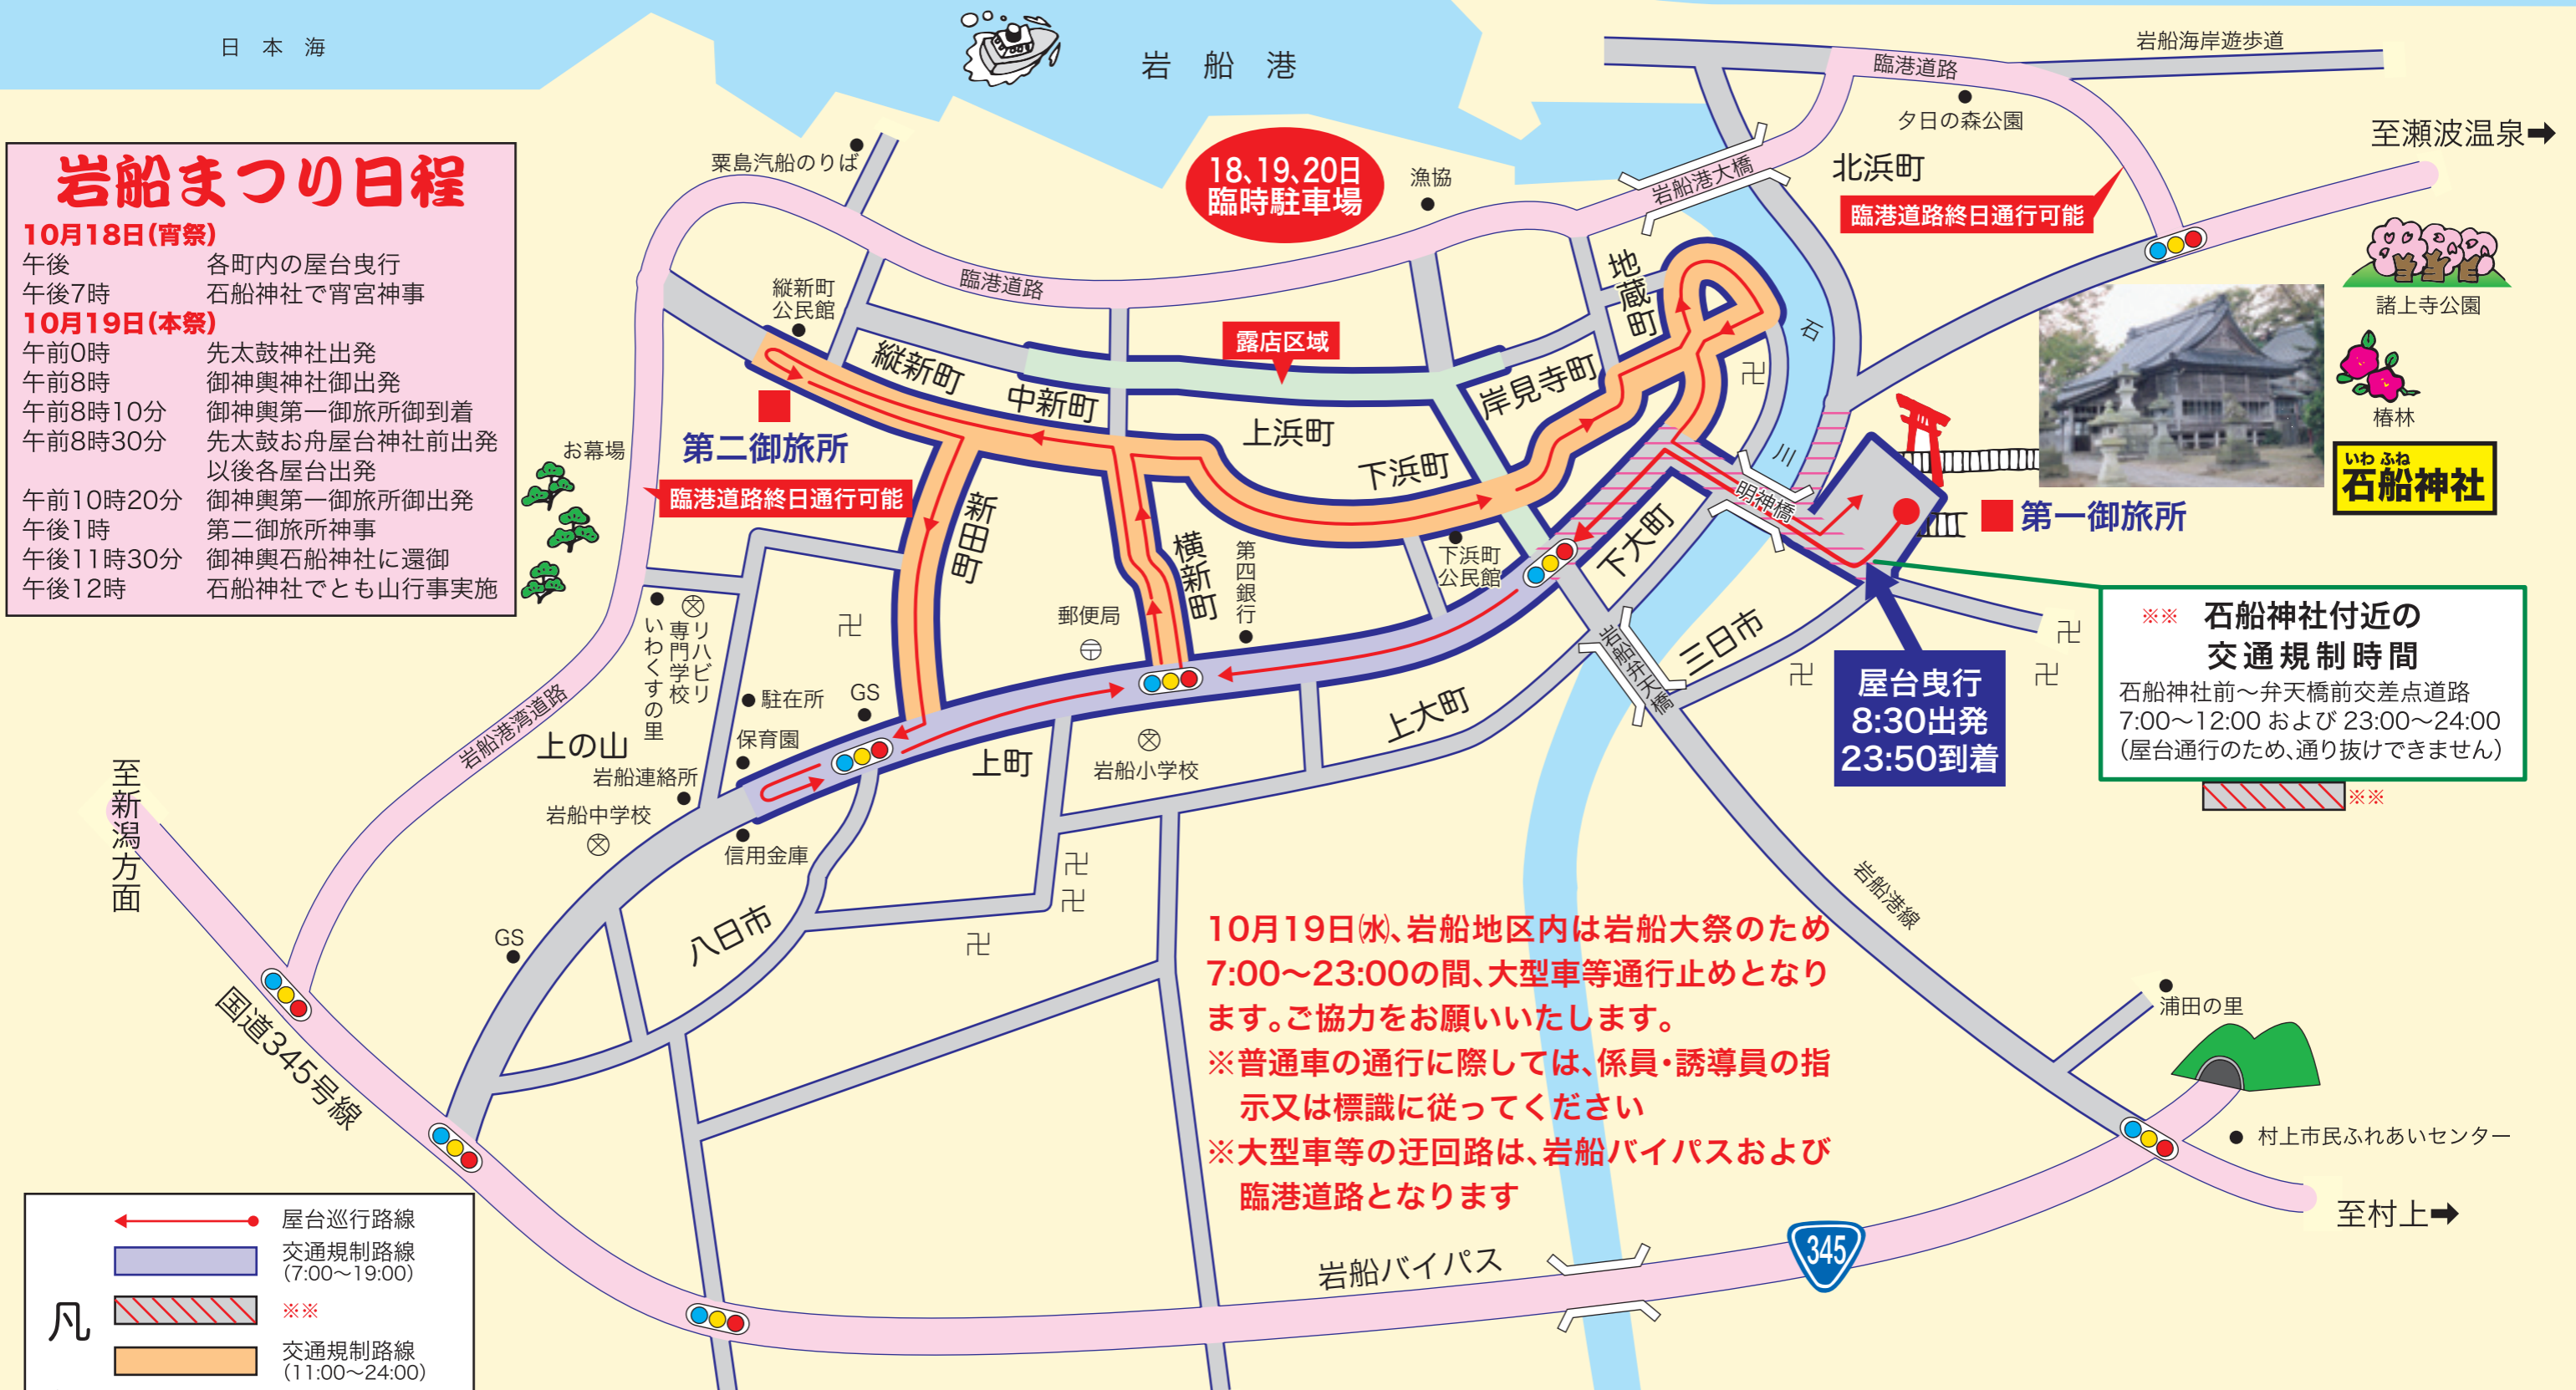 日本海
岩船港
岩船海岸遊歩道
臨港道路
夕日の森公園
至瀬波温泉➡
北浜町
臨港道路終日通行可能
岩船港大橋
粟島汽船のりば
18、19、20日
臨時駐車場
漁協
岩船まつり日程
10月18日(宵祭)
午後 各町内の屋台曳行
午後7時 石船神社で宵宮神事
10月19日(本祭)
午前0時 先太鼓神社出発
午前8時 御神輿神社御出発
午前8時10分 御神輿第一御旅所御到着
午前8時30分 先太鼓お舟屋台神社前出発
以後各屋台出発
午前10時20分 御神輿第一御旅所御出発
午後1時 第二御旅所神事
午後11時30分 御神輿石船神社に還御
午後12時 石船神社でとも山行事実施
縦新町
公民館
臨港道路
地蔵町
石川
諸上寺公園
椿林
いわ ふね
石船神社
露店区域
縦新町
中新町
上浜町
岸見寺町
下浜町
第二御旅所
お墓場
臨港道路終日通行可能
新田町
横新町
第四銀行
下浜町
公民館
下大町
明神橋
第一御旅所
郵便局
三日市
岩船弁天橋
上大町
屋台曳行
8:30出発
23:50到着
※※ 石船神社付近の
交通規制時間
石船神社前〜弁天橋前交差点道路
7:00〜12:00 および 23:00〜24:00
(屋台通行のため、通り抜けできません)
※※
リハビリ
専門学校
いわくすの里
駐在所
GS
保育園
岩船港湾道路
上の山
岩船連絡所
岩船中学校
信用金庫
上町
岩船小学校
至新潟方面
八日市
GS
国道345号線
岩船港線
10月19日㈬、岩船地区内は岩船大祭のため
7:00〜23:00の間、大型車等通行止めとなり
ます。ご協力をお願いいたします。
※普通車の通行に際しては、係員・誘導員の指
示又は標識に従ってください
※大型車等の迂回路は、岩船バイパスおよび
臨港道路となります
浦田の里
村上市民ふれあいセンター
至村上➡
岩船バイパス
345
凡
屋台巡行路線
交通規制路線
(7:00〜19:00)
※※
交通規制路線
(11:00〜24:00)